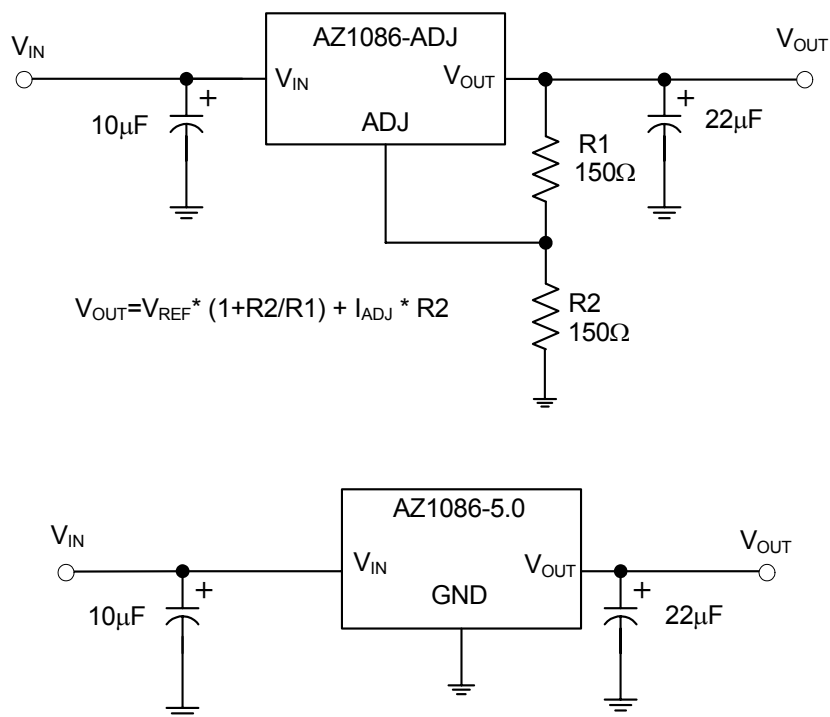 AZ1086-ADJ
V_IN
V_OUT
V_IN
V_OUT
+
10μF
ADJ
+
22μF
R1
150Ω
V_OUT=V_REF* (1+R2/R1) + I_ADJ * R2
R2
150Ω
AZ1086-5.0
V_IN
V_OUT
V_IN
V_OUT
+
10μF
GND
+
22μF